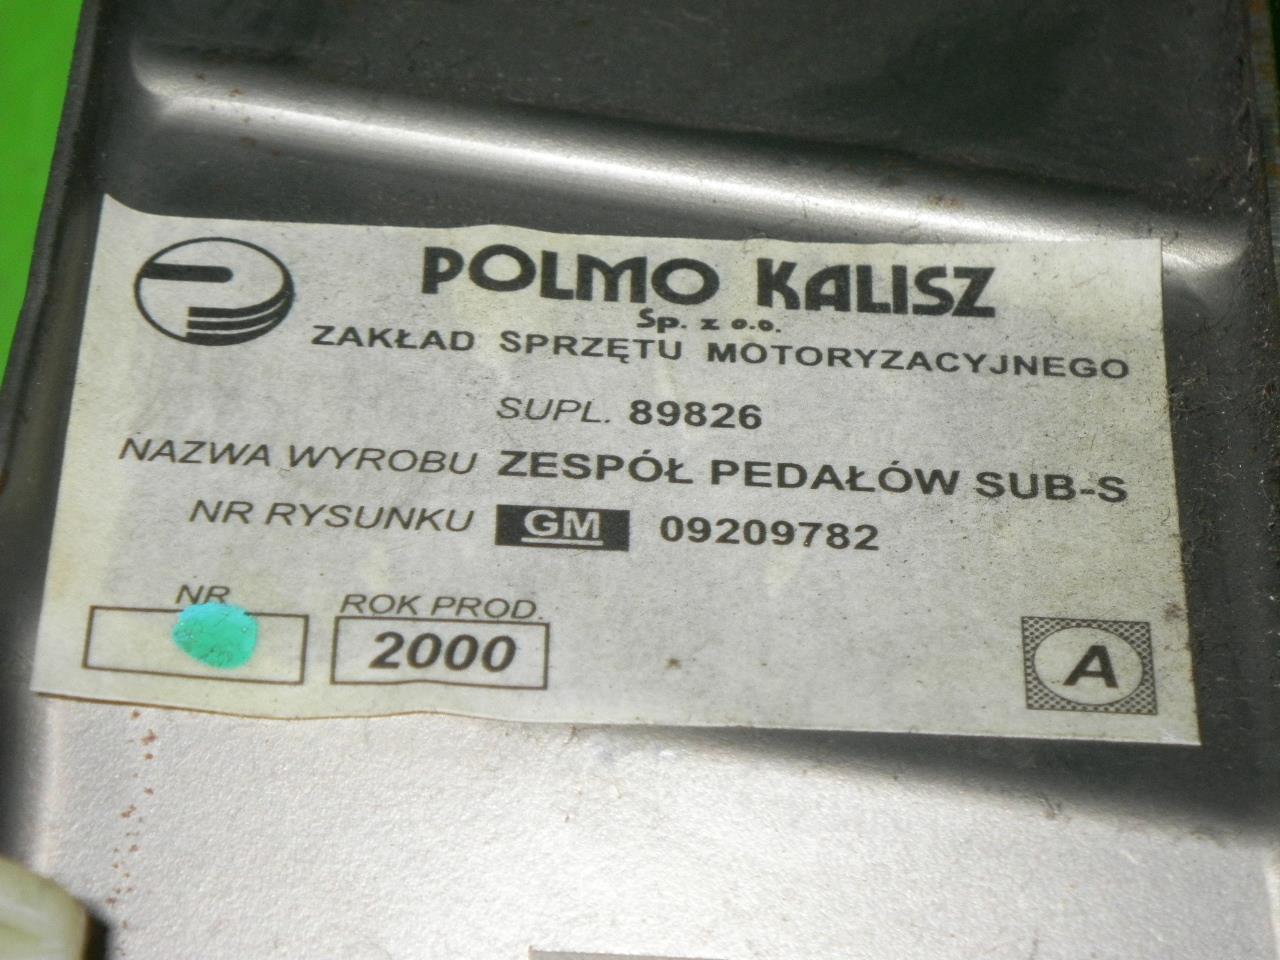 POLMO KALISZ
Sp. z o.o.
ZAKŁAD SPRZĘTU MOTORYZACYJNEGO
SUPL. 89826
NAZWA WYROBU ZESPÓŁ PEDAŁÓW SUB-S
NR RYSUNKU GM 09209782
NR ROK PROD.
2000 A